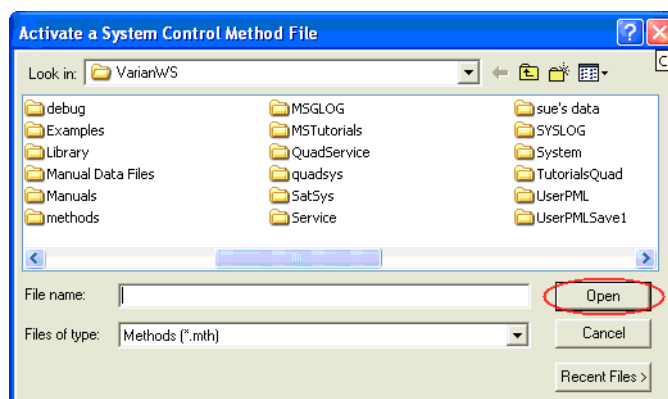 Activate a System Control Method File
Look in: VarianWS
debug
Examples
Library
Manual Data Files
Manuals
methods
MSGLOG
MSTutorials
QuadService
quadsys
SatSys
Service
sue's data
SYSLOG
System
TutorialsQuad
UserPML
UserPMLSave1
File name:
Open
Files of type: Methods (*.mth)
Cancel
Recent Files >